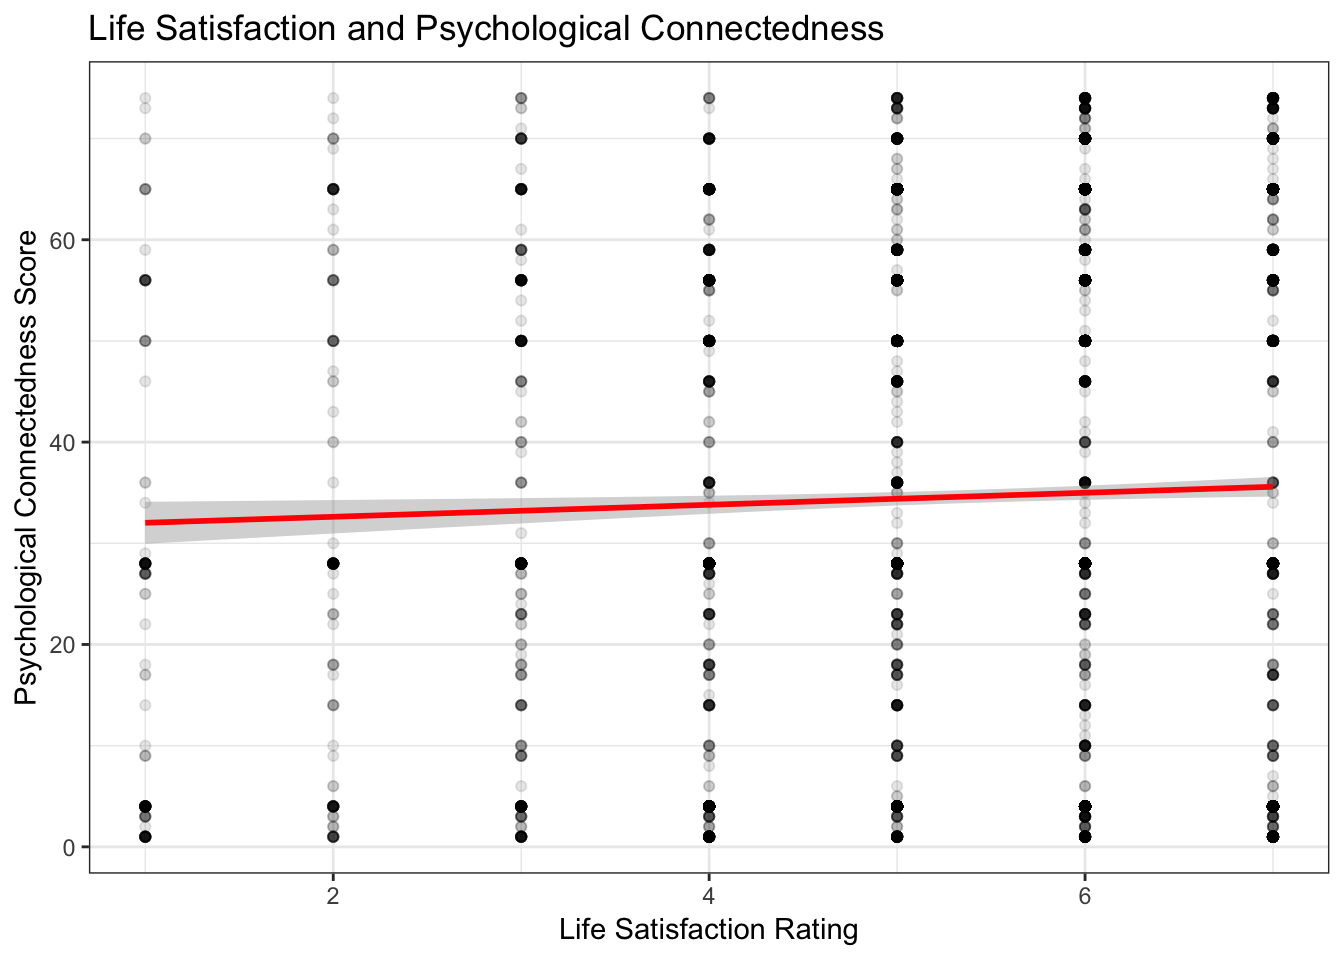 Life Satisfaction and Psychological Connectedness
Psychological Connectedness Score
60
40
20
0
2
4
6
Life Satisfaction Rating